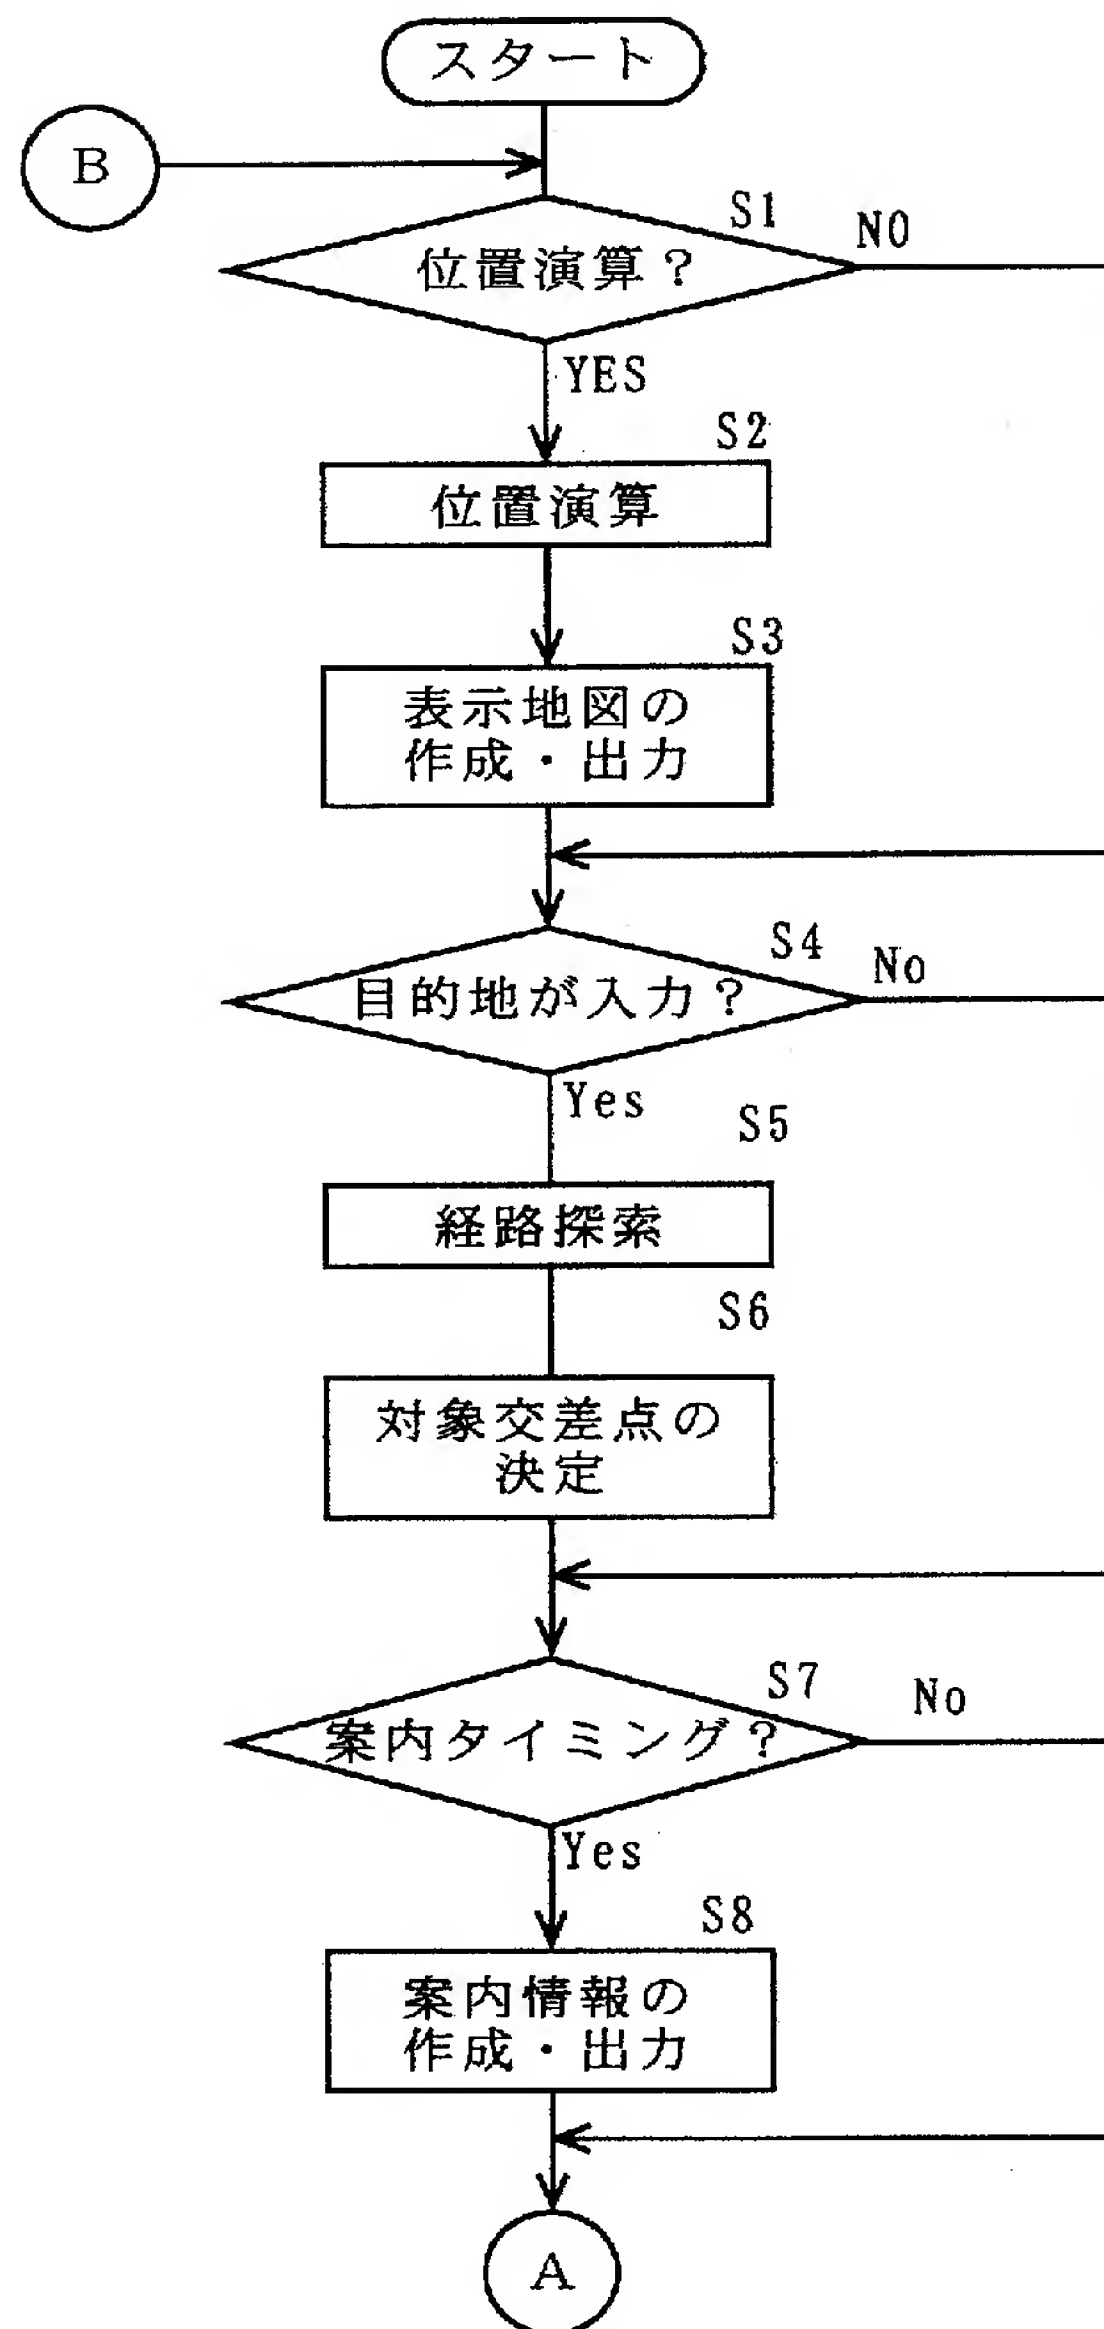 スタート
B
S1
NO
位置演算？
YES
S2
位置演算
S3
表示地図の
作成・出力
S4
No
目的地が入力？
Yes
S5
経路探索
S6
対象交差点の
決定
S7
No
案内タイミング？
Yes
S8
案内情報の
作成・出力
A